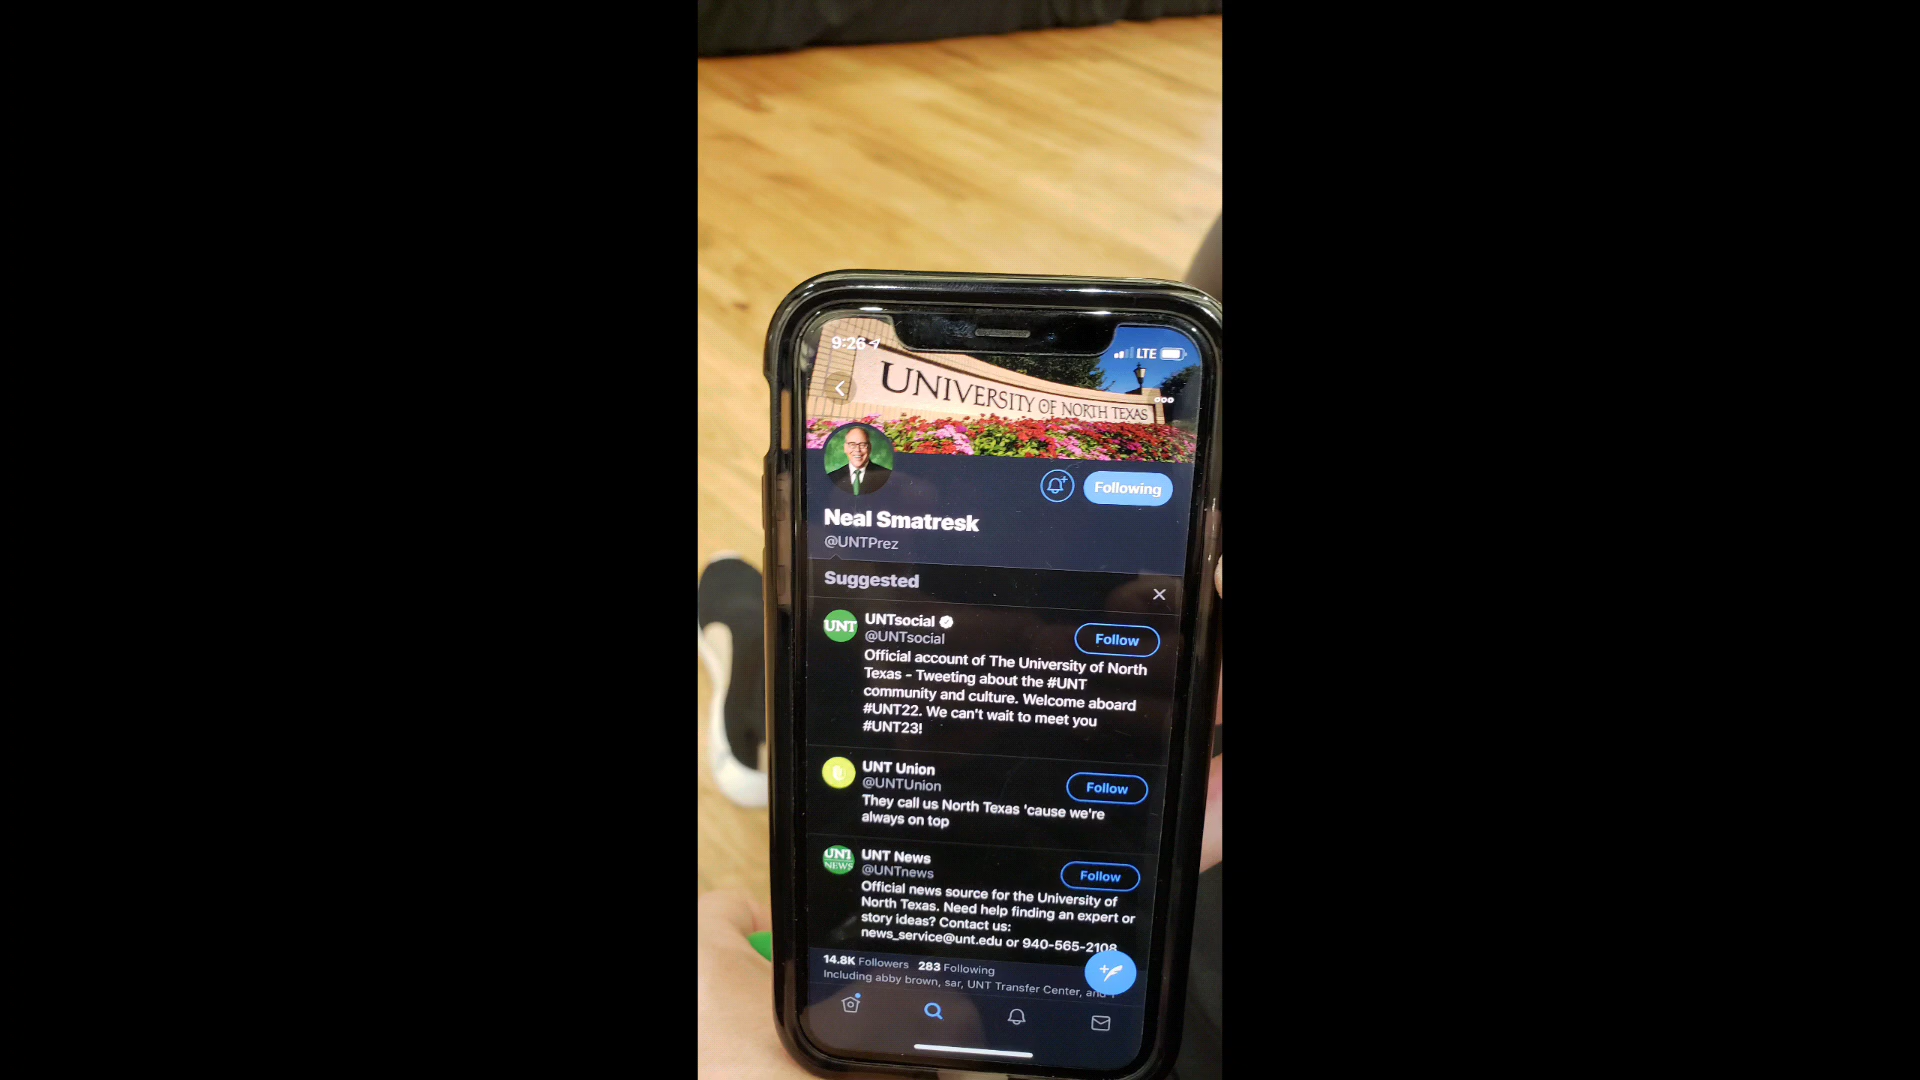 9:26
LTE
UNIVERSITY OF NORTH TEXAS
Following
Neal Smatresk
@UNTPrez
Suggested
UNT
UNTsocial
@UNTsocial
Follow
Official account of The University of North
Texas - Tweeting about the #UNT
community and culture. Welcome aboard
#UNT22. We can't wait to meet you
#UNT23!
UNT Union
@UNTUnion
Follow
They call us North Texas 'cause we're
always on top
UNT
NEWS
UNT News
@UNTnews
Follow
Official news source for the University of
North Texas. Need help finding an expert or
story ideas? Contact us:
news_service@unt.edu or 940-565-2108
14.8K Followers 283 Following
Including abby brown, sar, UNT Transfer Center, and